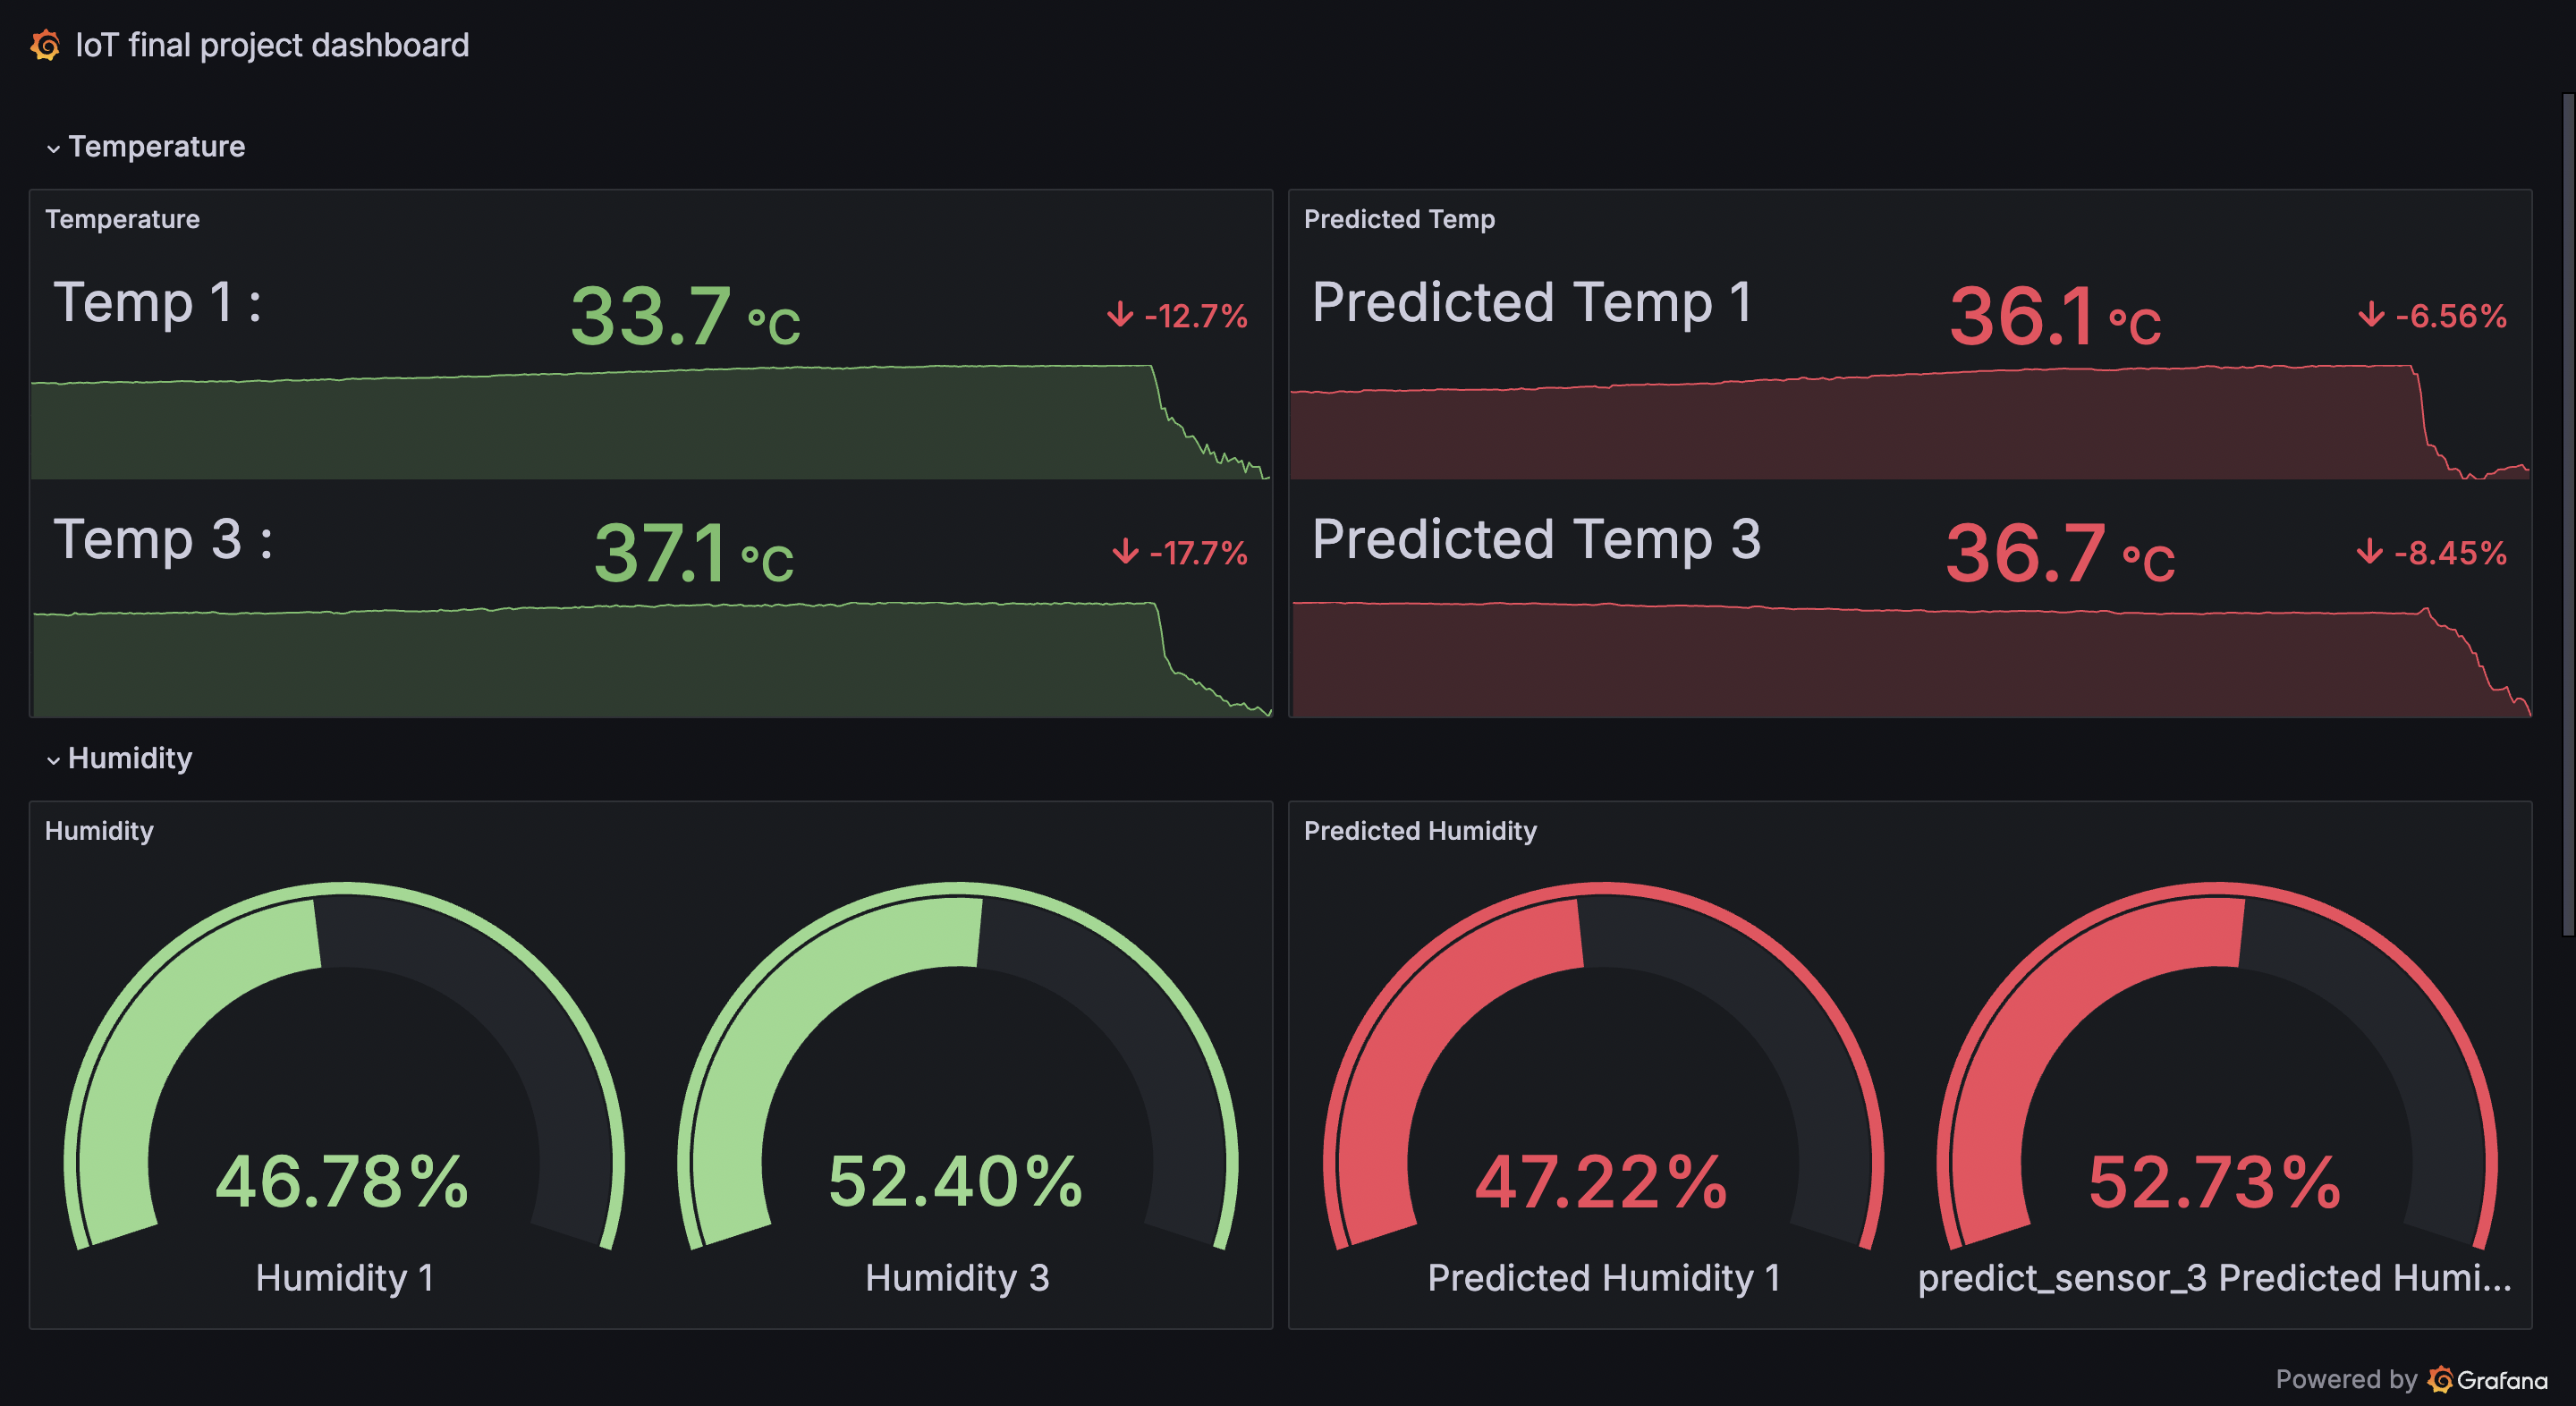 IoT final project dashboard
Temperature
Temperature
Temp 1 :
33.7 °C
-12.7%
Temp 3 :
37.1 °C
-17.7%
Predicted Temp
Predicted Temp 1
36.1 °C
-6.56%
Predicted Temp 3
36.7 °C
-8.45%
Humidity
Humidity
46.78%
Humidity 1
52.40%
Humidity 3
Predicted Humidity
47.22%
Predicted Humidity 1
52.73%
predict_sensor_3 Predicted Humi...
Powered by Grafana